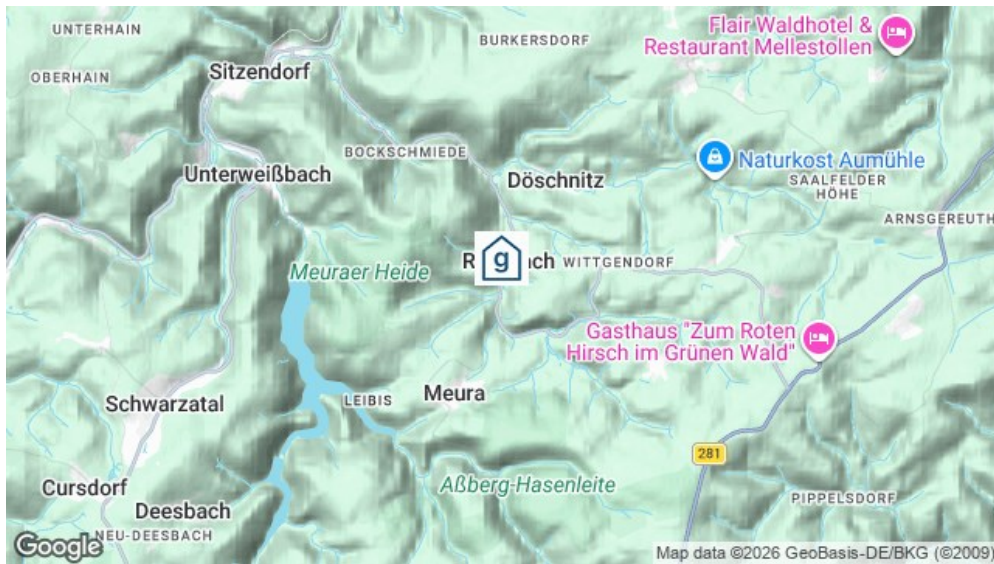 UNTERHAIN
Flair Waldhotel &
Restaurant Mellestollen
BURKERSDORF
Sitzendorf
OBERHAIN
BOCKSCHMIEDE
Naturkost Aumühle
Unterweißbach
Döschnitz
SAALFELDER
HÖHE
ARNSGEREUTH
g
WITTGENDORF
Meuraer Heide
Gasthaus "Zum Roten
Hirsch im Grünen Wald"
Meura
LEIBIS
Schwarzatal
281
Cursdorf
Aßberg-Hasenleite
PIPPELSDORF
Deesbach
NEU-DEESBACH
Google
Map data ©2026 GeoBasis-DE/BKG (©2009)